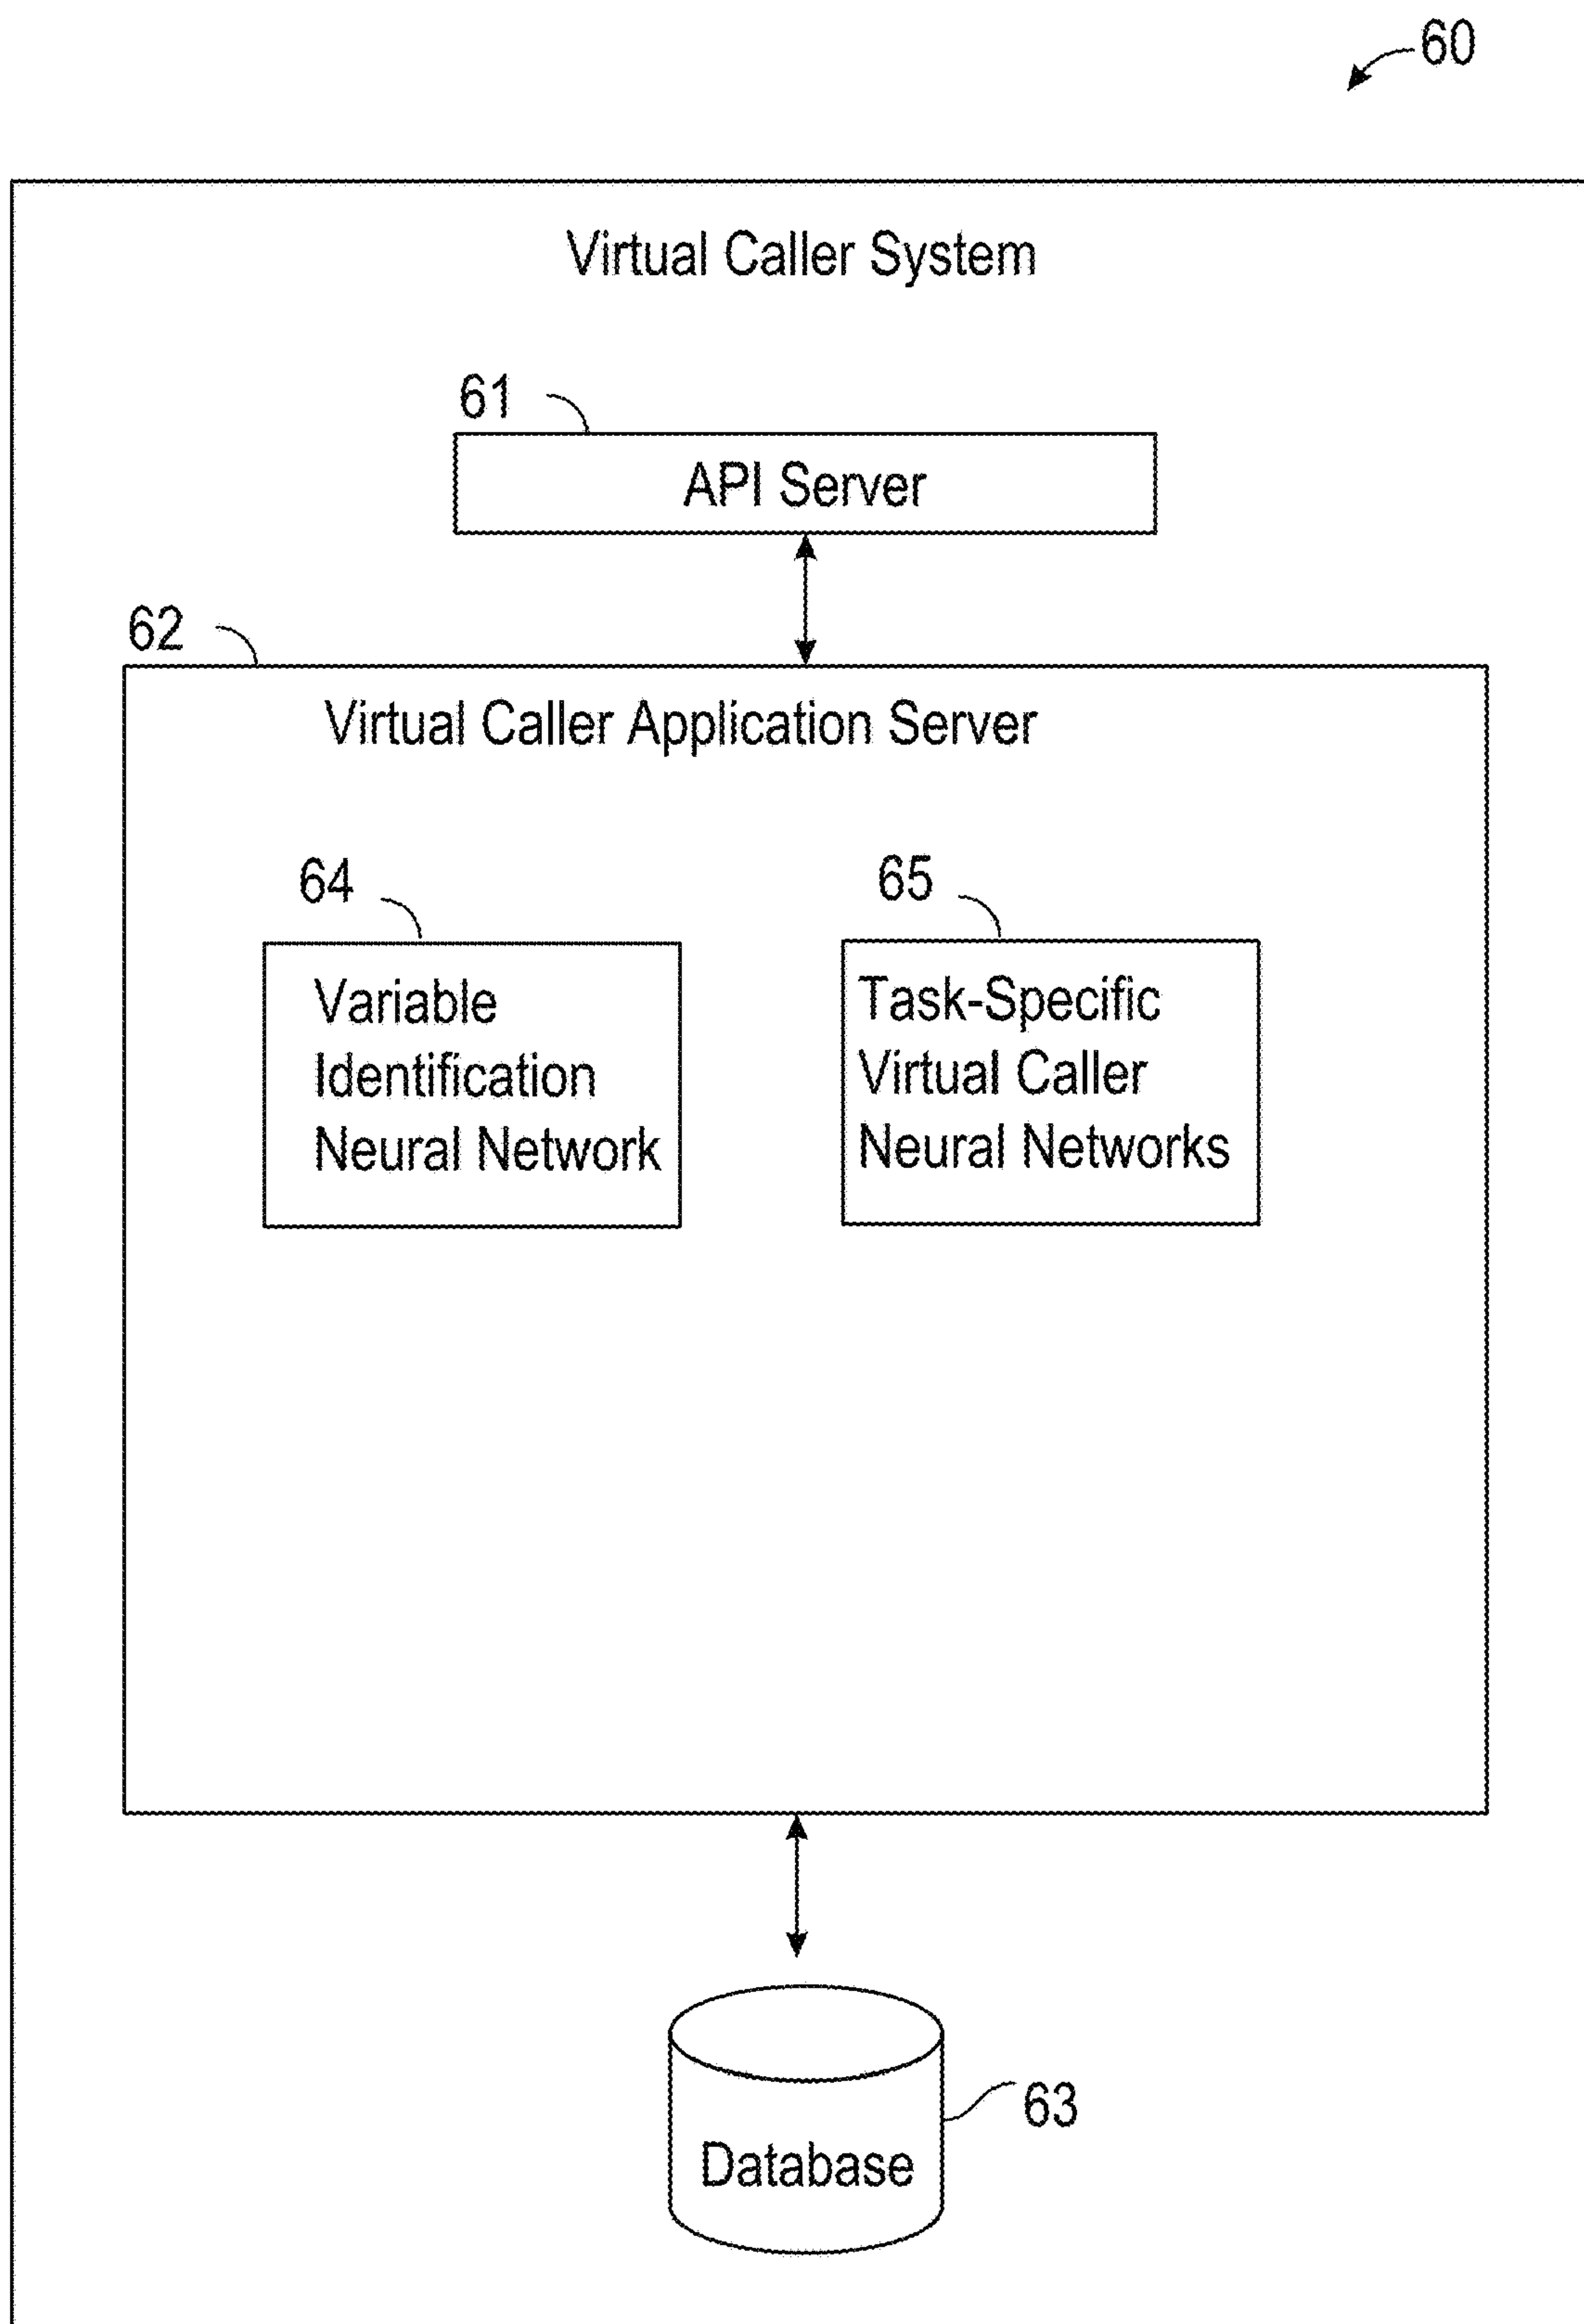 60
Virtual Caller System
61
API Server
62
Virtual Caller Application Server
64
65
Variable
Identification
Neural Network
Task-Specific
Virtual Caller
Neural Networks
63
Database